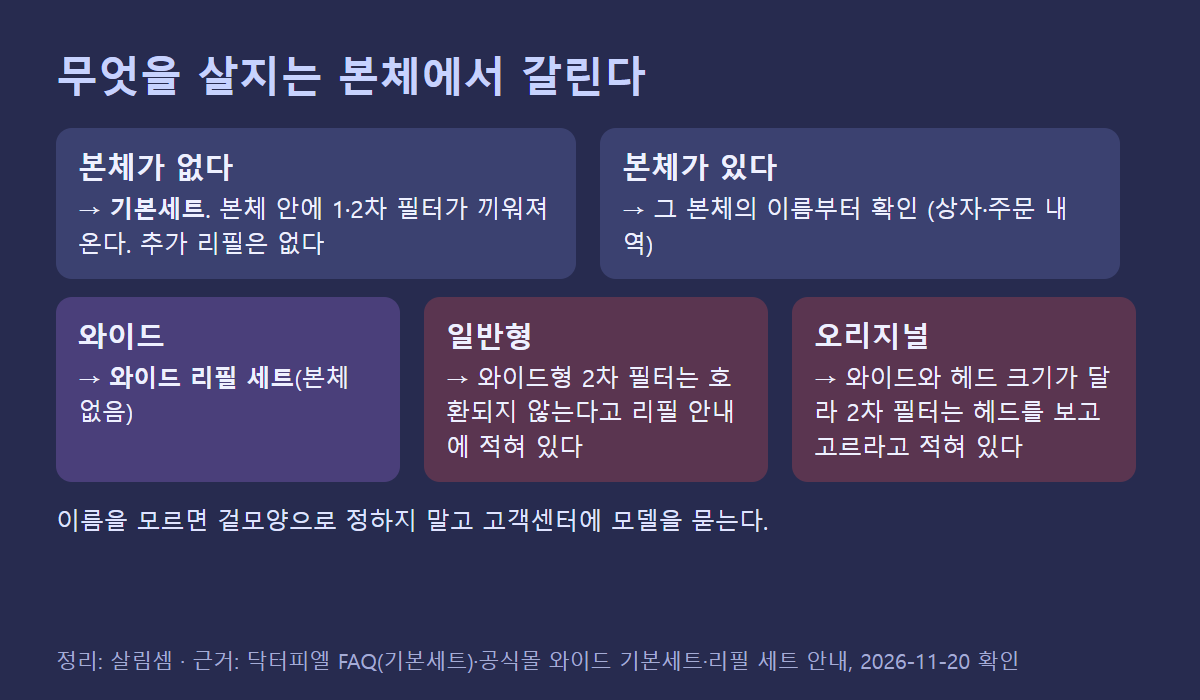 무엇을 살지는 본체에서 갈린다
본체가 없다
→ 기본세트. 본체 안에 1·2차 필터가 끼워져
온다. 추가 리필은 없다
본체가 있다
→ 그 본체의 이름부터 확인 (상자·주문 내
역)
와이드
→ 와이드 리필 세트(본체
없음)
일반형
→ 와이드형 2차 필터는 호
환되지 않는다고 리필 안내
에 적혀 있다
오리지널
→ 와이드와 헤드 크기가 달
라 2차 필터는 헤드를 보고
고르라고 적혀 있다
이름을 모르면 겉모양으로 정하지 말고 고객센터에 모델을 묻는다.
정리: 살림셈 · 근거: 닥터피엘 FAQ(기본세트)·공식몰 와이드 기본세트·리필 세트 안내, 2026-11-20 확인